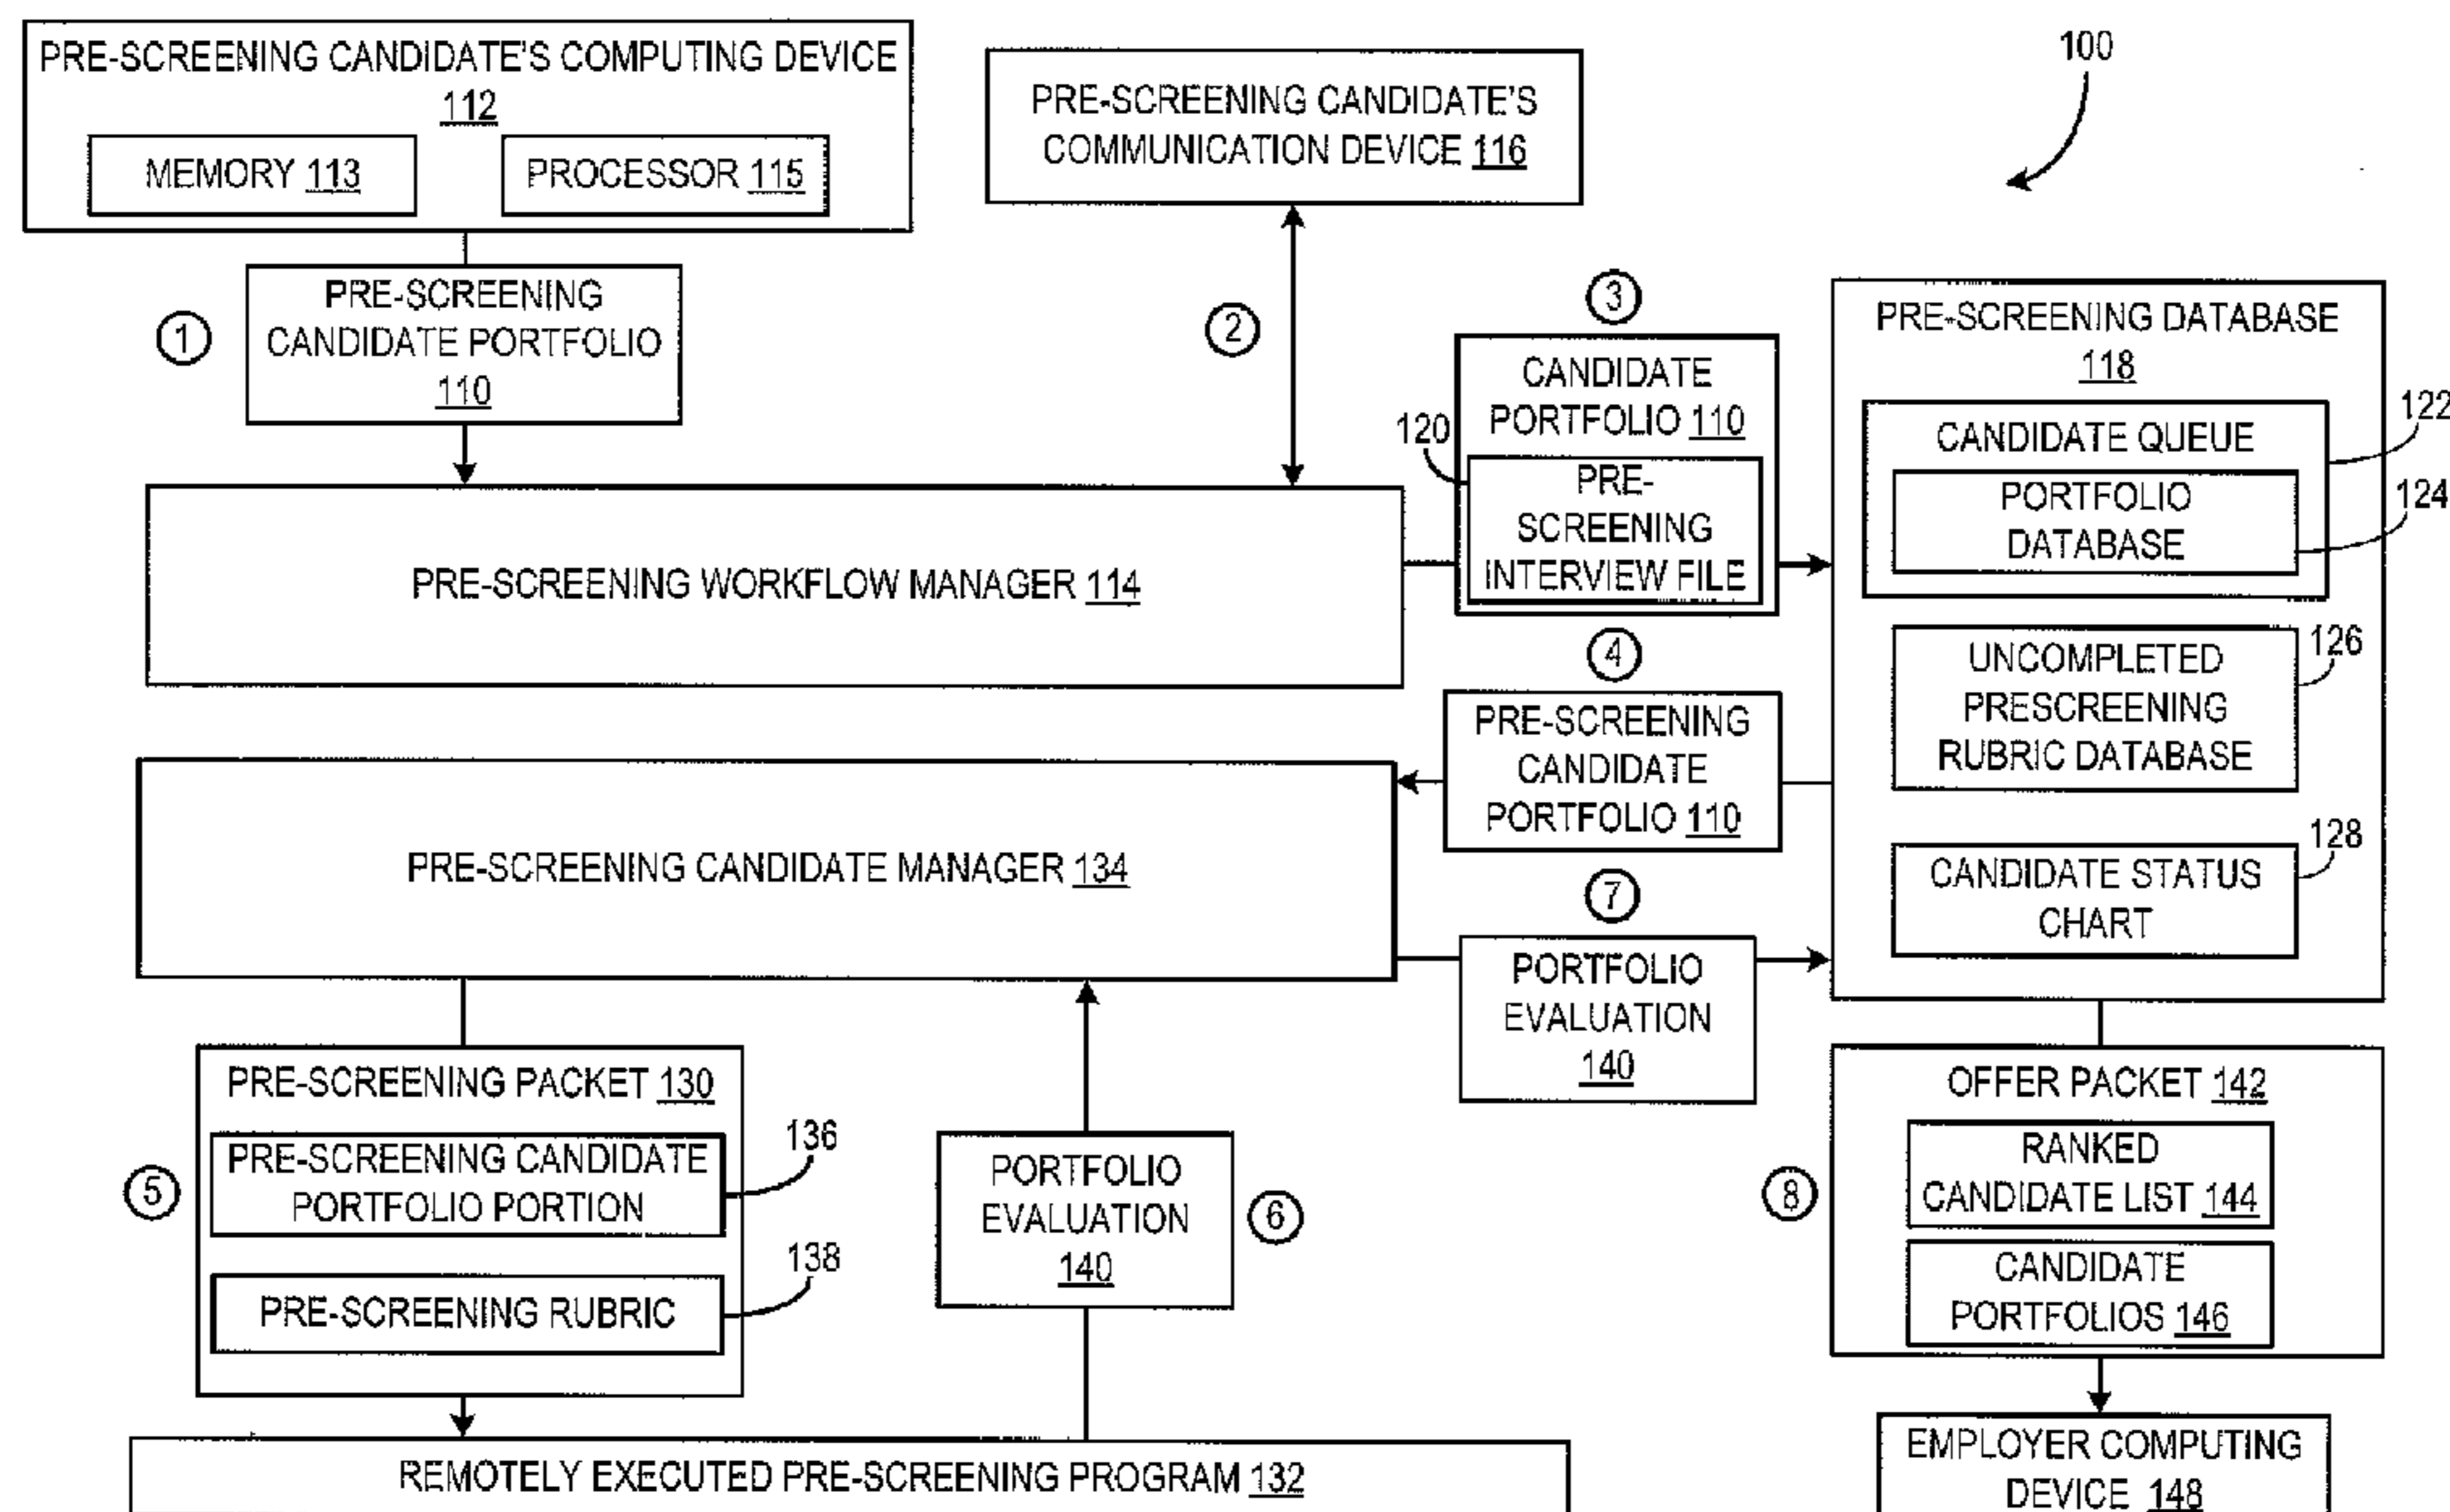 PRE-SCREENING CANDIDATE'S COMPUTING DEVICE
112
MEMORY 113
PROCESSOR 115
PRE-SCREENING CANDIDATE'S
COMMUNICATION DEVICE 116
100
1
PRE-SCREENING
CANDIDATE PORTFOLIO
110
2
3
CANDIDATE
PORTFOLIO 110
120
PRE-
SCREENING
INTERVIEW FILE
PRE-SCREENING DATABASE
118
CANDIDATE QUEUE
122
PORTFOLIO
DATABASE
124
UNCOMPLETED
PRESCREENING
RUBRIC DATABASE
126
CANDIDATE STATUS
CHART
128
PRE-SCREENING WORKFLOW MANAGER 114
4
PRE-SCREENING
CANDIDATE
PORTFOLIO 110
PRE-SCREENING CANDIDATE MANAGER 134
7
PORTFOLIO
EVALUATION
140
5
PRE-SCREENING PACKET 130
PRE-SCREENING CANDIDATE
PORTFOLIO PORTION
136
PRE-SCREENING RUBRIC
138
PORTFOLIO
EVALUATION
140
6
8
OFFER PACKET 142
RANKED
CANDIDATE LIST 144
CANDIDATE
PORTFOLIOS 146
REMOTELY EXECUTED PRE-SCREENING PROGRAM 132
EMPLOYER COMPUTING
DEVICE 148